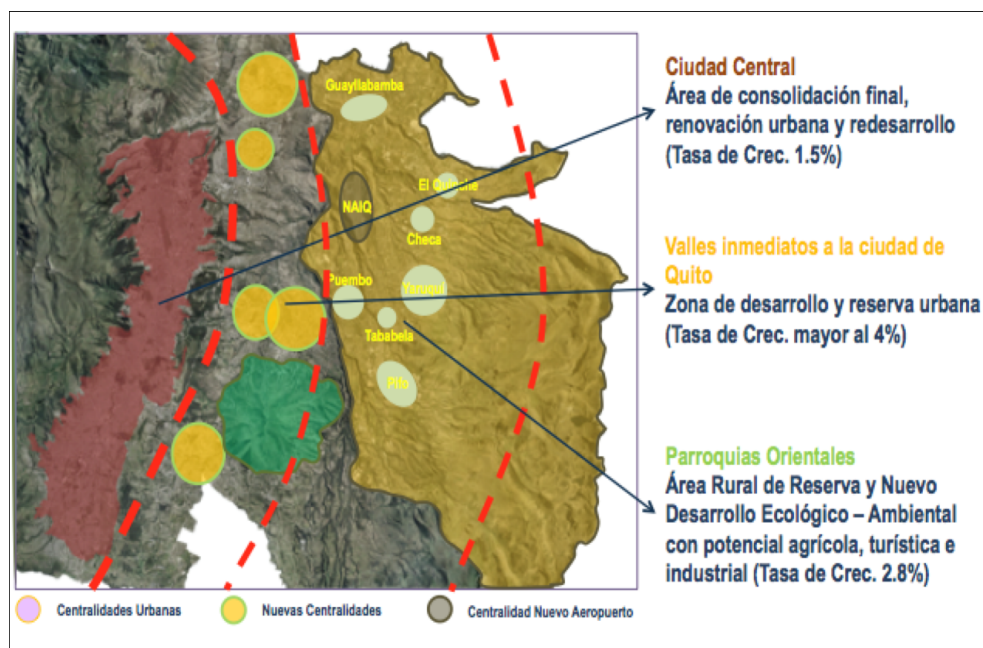 Guayllabamba
El Quinche
NAIQ
Checa
Puembo
Yaruquí
Tababela
Pifo
Ciudad Central
Área de consolidación final,
renovación urbana y redesarrollo
(Tasa de Crec. 1.5%)
Valles inmediatos a la ciudad de
Quito
Zona de desarrollo y reserva urbana
(Tasa de Crec. mayor al 4%)
Parroquias Orientales
Área Rural de Reserva y Nuevo
Desarrollo Ecológico – Ambiental
con potencial agrícola, turística e
industrial (Tasa de Crec. 2.8%)
Centralidades Urbanas
Nuevas Centralidades
Centralidad Nuevo Aeropuerto